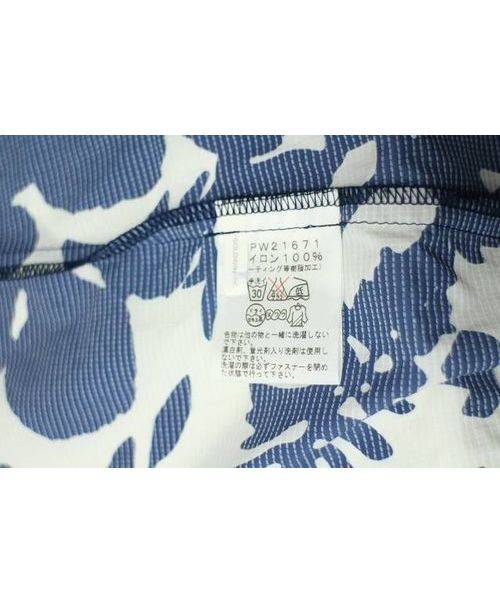 PW21671
イロン100%
ーティング等樹脂加工)
手洗イ
30
色物は他の物と一緒に洗濯しない
で下さい。
漂白剤、蛍光剤入り洗剤は使用し
ないで下さい。
洗濯の際は必ずファスナーを閉め
た状態で行って下さい。